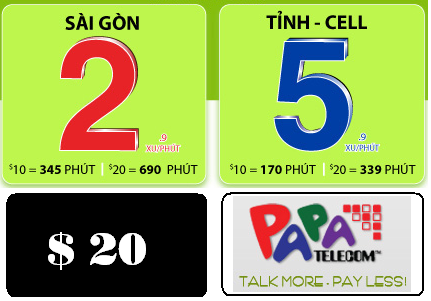 SÀI GÒN
2 .9 XU/PHÚT
$10 = 345 PHÚT | $20 = 690 PHÚT
TỈNH - CELL
5 .9 XU/PHÚT
$10 = 170 PHÚT | $20 = 339 PHÚT
$ 20
PAPA
TELECOM™
TALK MORE - PAY LESS!